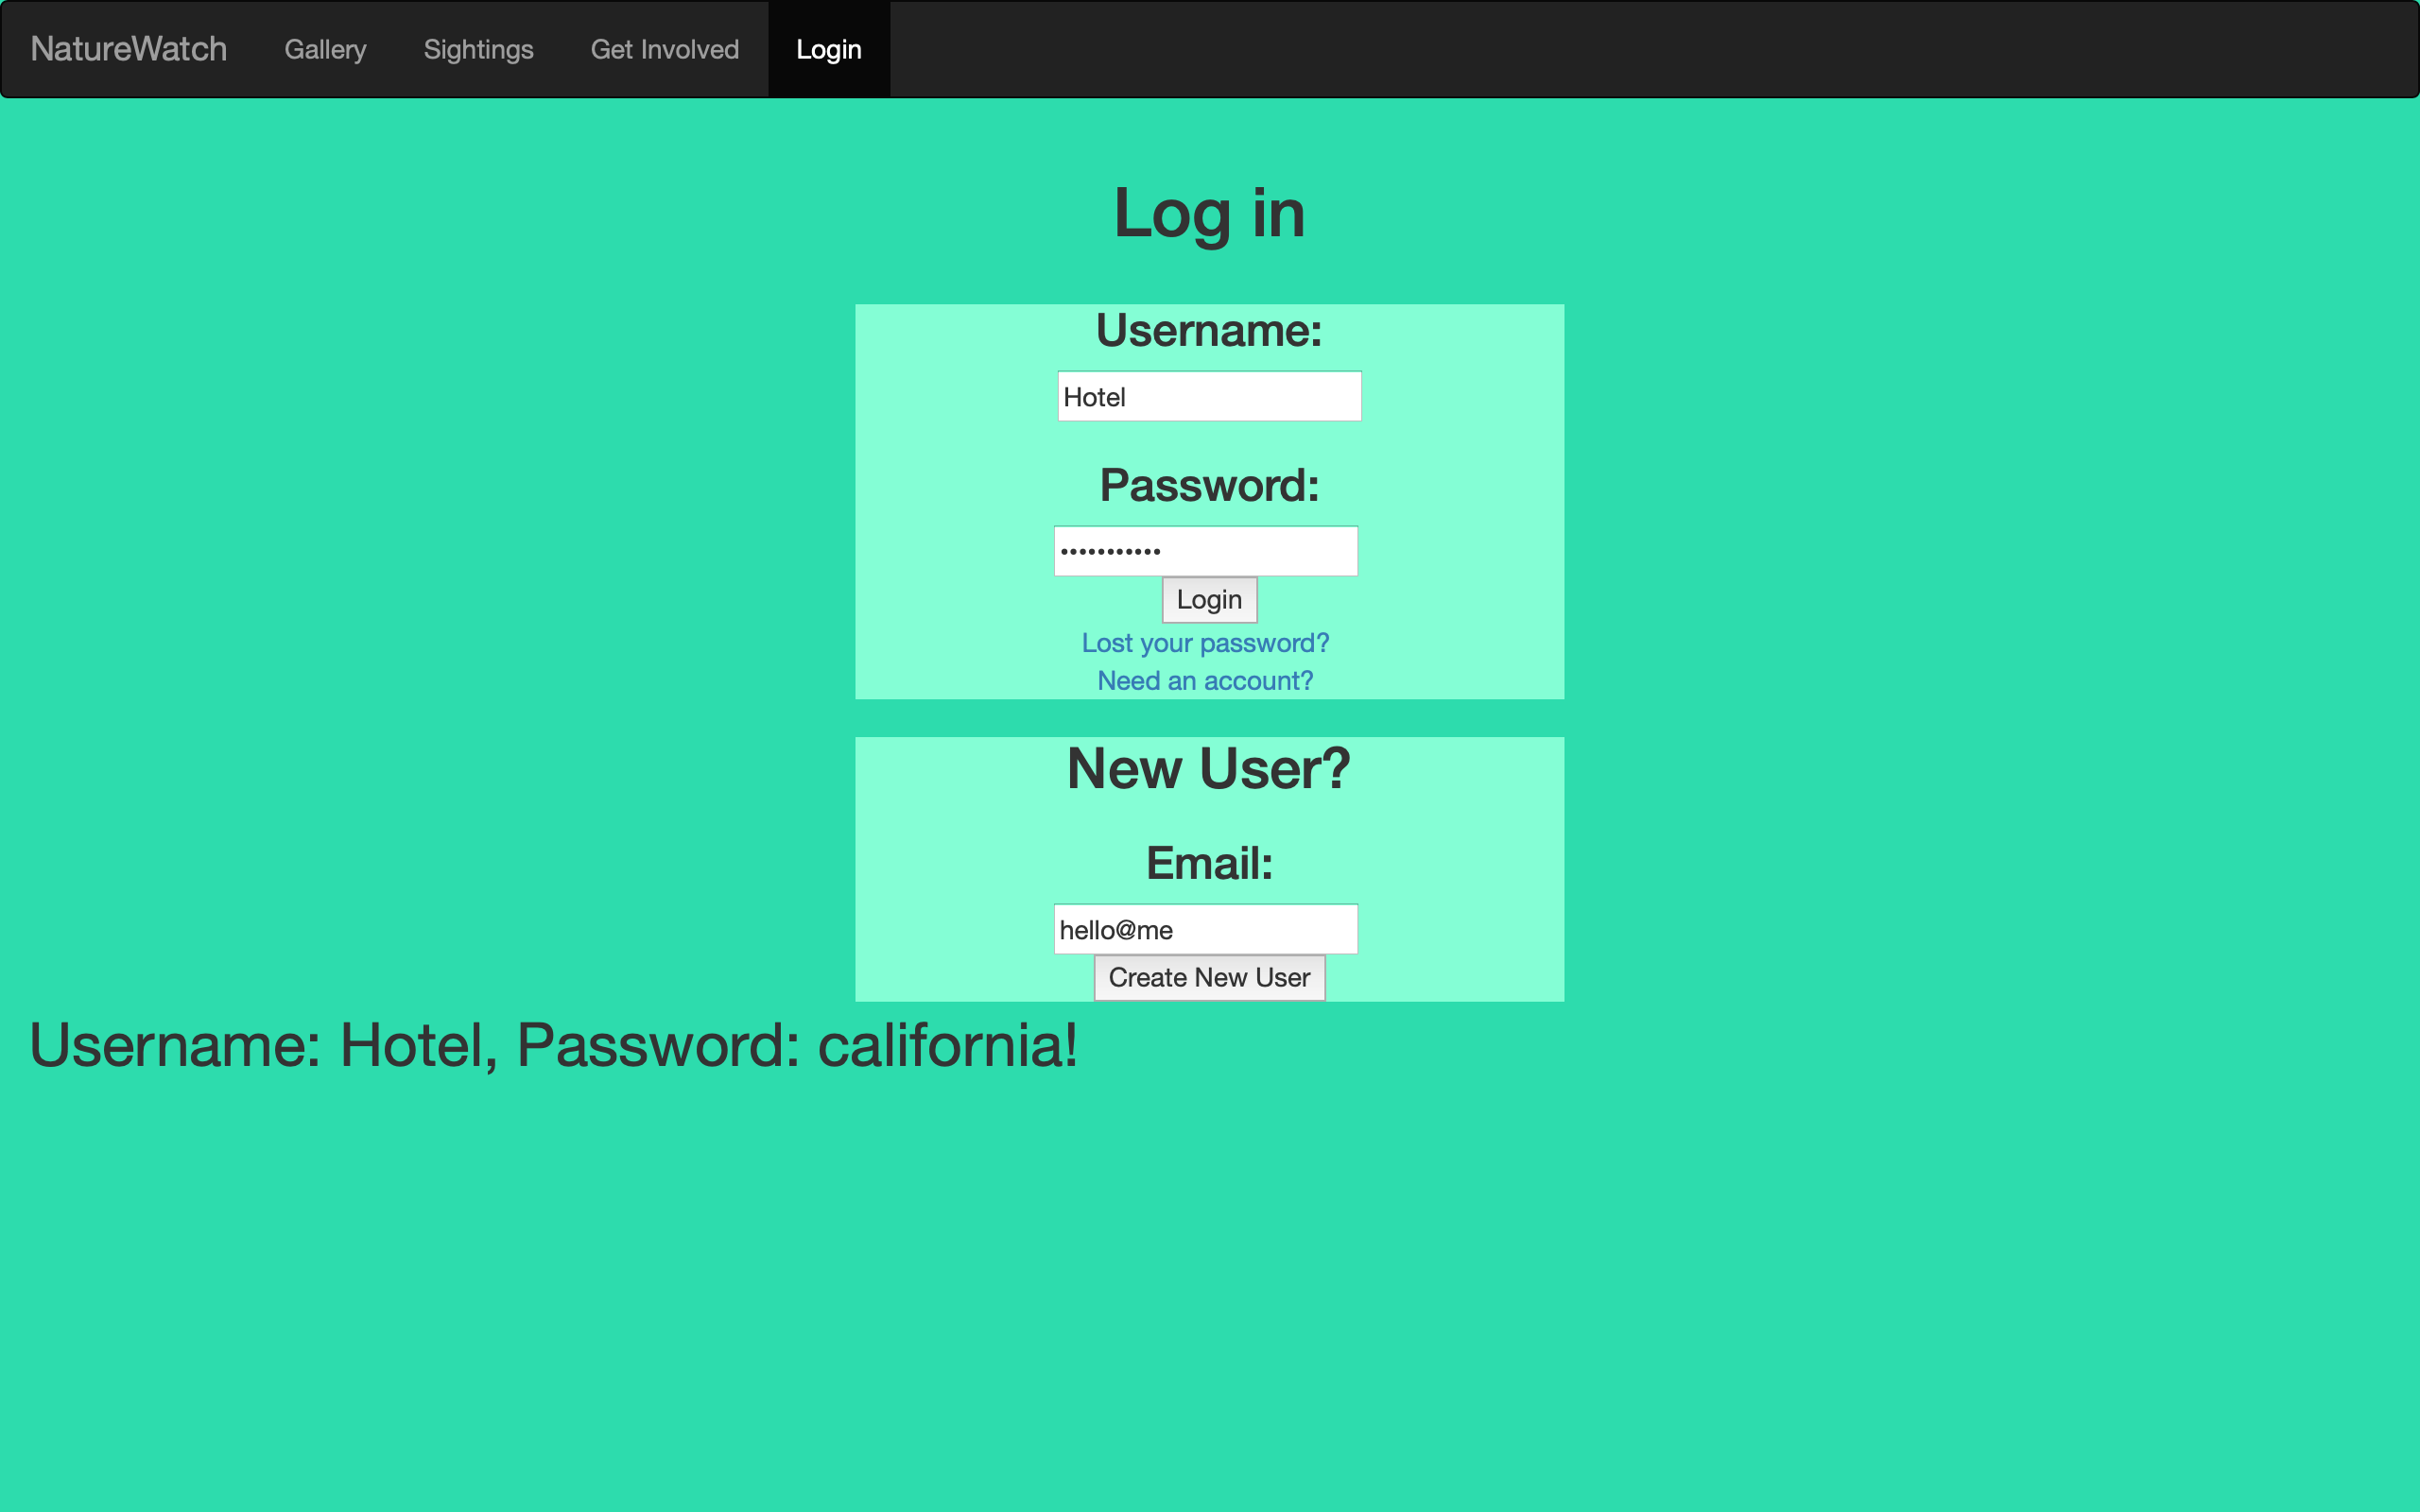 NatureWatch Gallery Sightings Get Involved Login
Log in
Username:
Hotel
Password:
•••••••••••
Login
Lost your password?
Need an account?
New User?
Email:
hello@me
Create New User
Username: Hotel, Password: california!